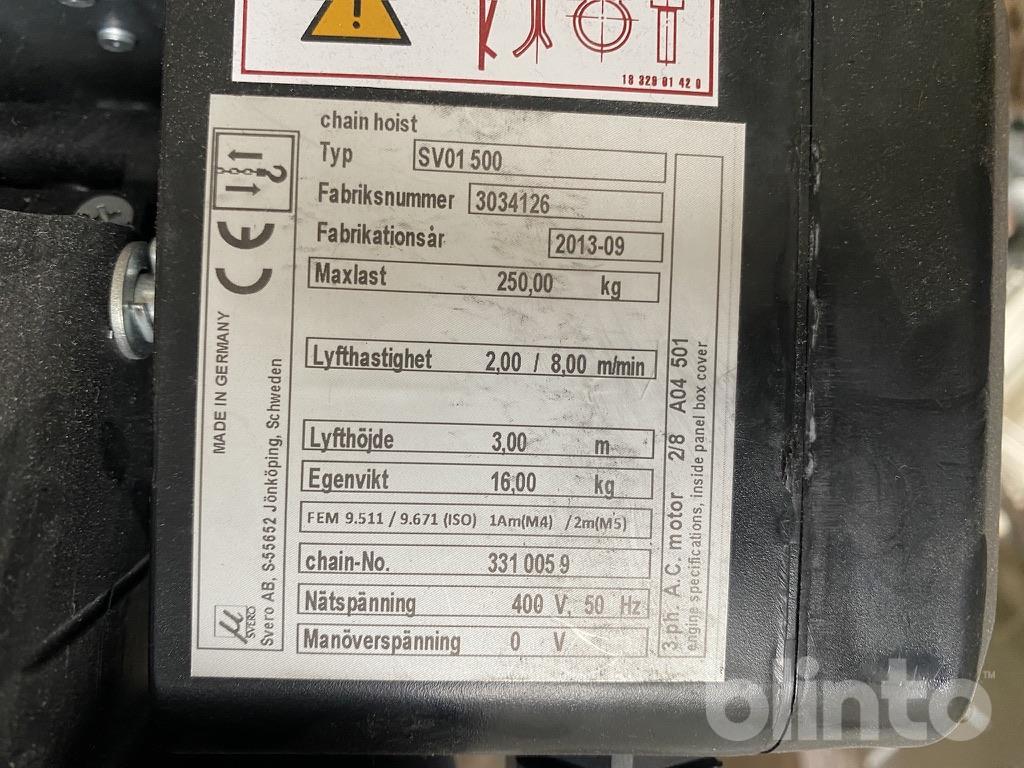 18 329 01 42 0
chain hoist
Typ SV01 500
Fabriksnummer 3034126
Fabrikationsår 2013-09
Maxlast 250,00 kg
Lyfthastighet 2,00 / 8,00 m/min
Lyfthöjde 3,00 m
Egenvikt 16,00 kg
FEM 9.511 / 9.671 (ISO) 1Am(M4) /2m(M5)
chain-No. 331 005 9
Nätspänning 400 V, 50 Hz
Manöverspänning 0 V
CE
MADE IN GERMANY
Svero AB, S-55652 Jönköping, Schweden
μ SVERO
3-ph. A.C. motor 2/8 A04 501
engine specifications, inside panel box cover
blinto™